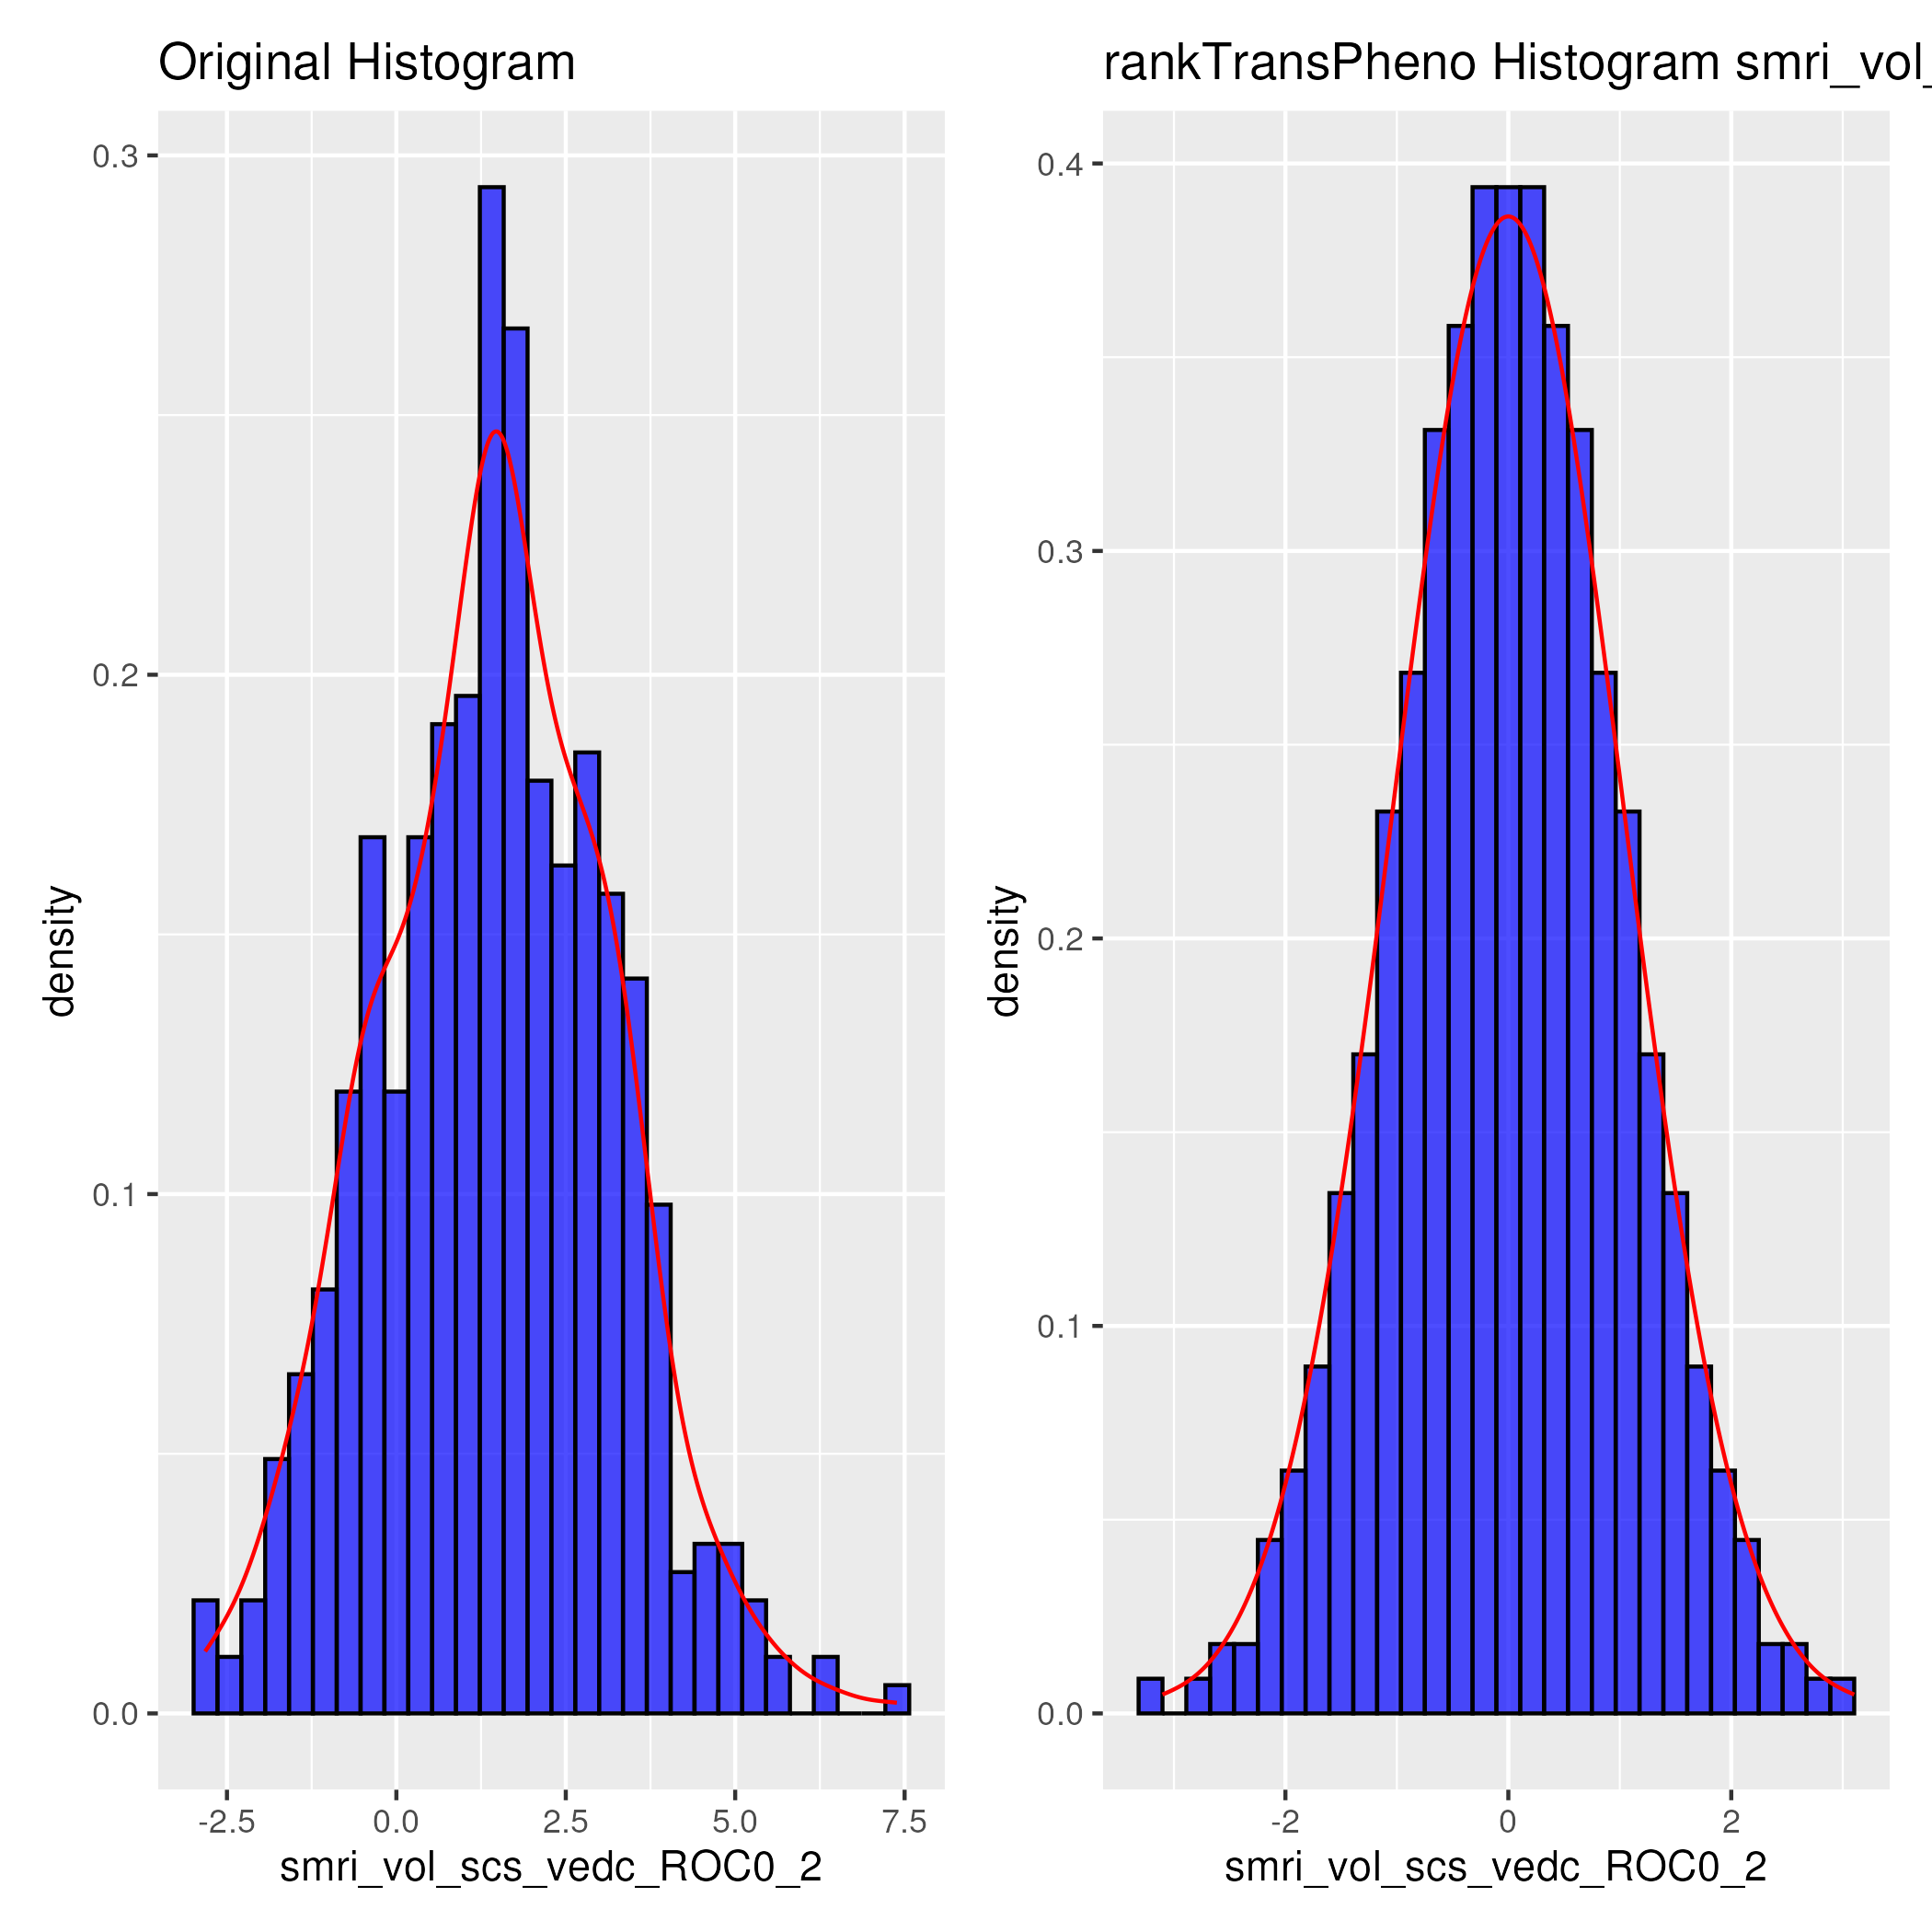 Original Histogram
density
0.3
0.2
0.1
0.0
-2.5 0.0 2.5 5.0 7.5
smri_vol_scs_vedc_ROC0_2
rankTransPheno Histogram smri_vol_
density
0.4
0.3
0.2
0.1
0.0
-2 0 2
smri_vol_scs_vedc_ROC0_2